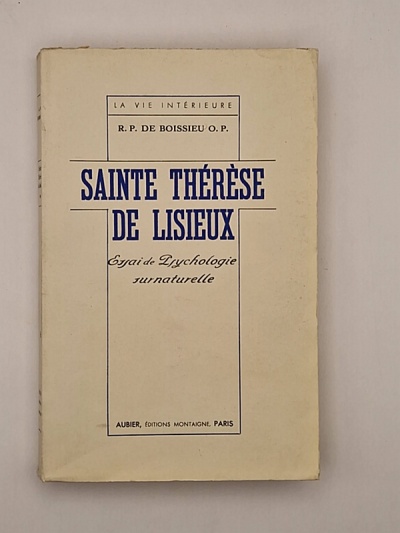 LA VIE INTÉRIEURE
R. P. DE BOISSIEU O. P.
SAINTE THÉRÈSE
DE LISIEUX
Essai de Psychologie
surnaturelle
AUBIER, ÉDITIONS MONTAIGNE, PARIS